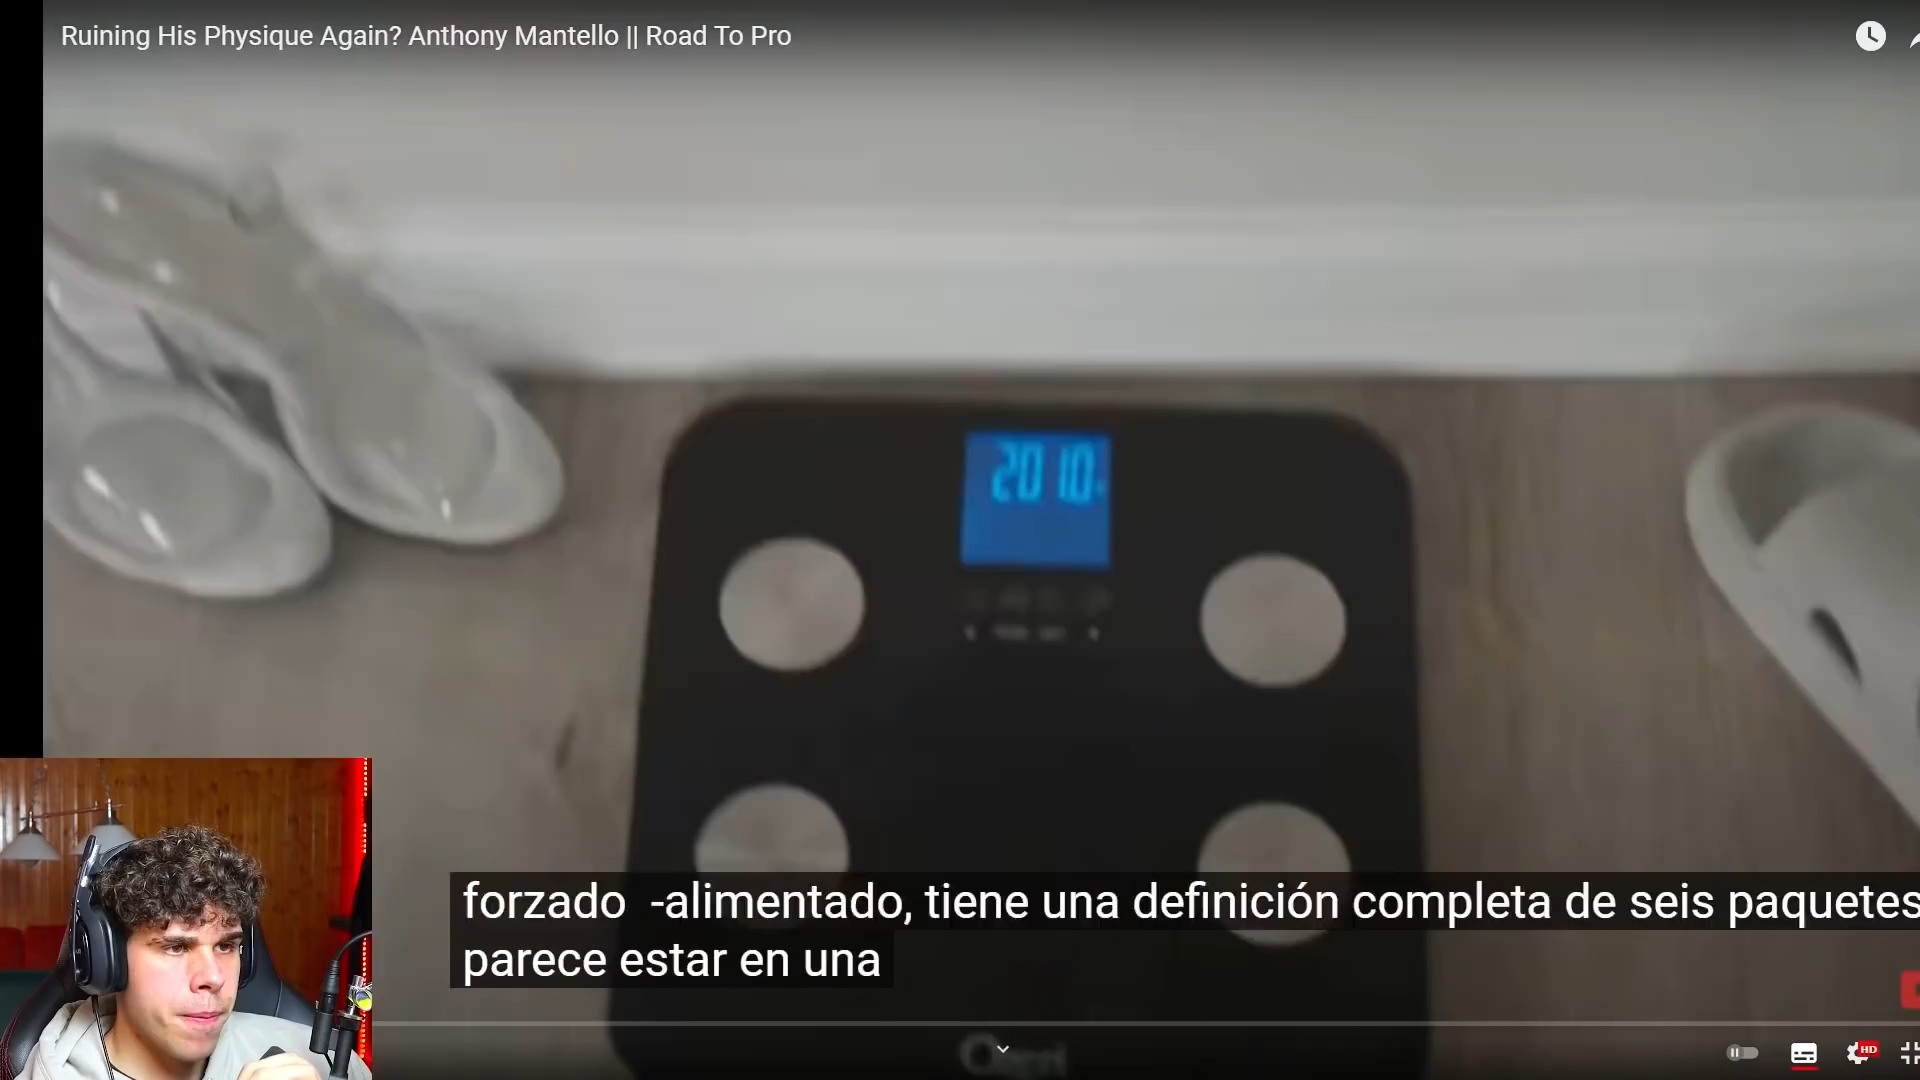 Ruining His Physique Again? Anthony Mantello || Road To Pro
201.0
forzado -alimentado, tiene una definición completa de seis paquetes
parece estar en una
HD